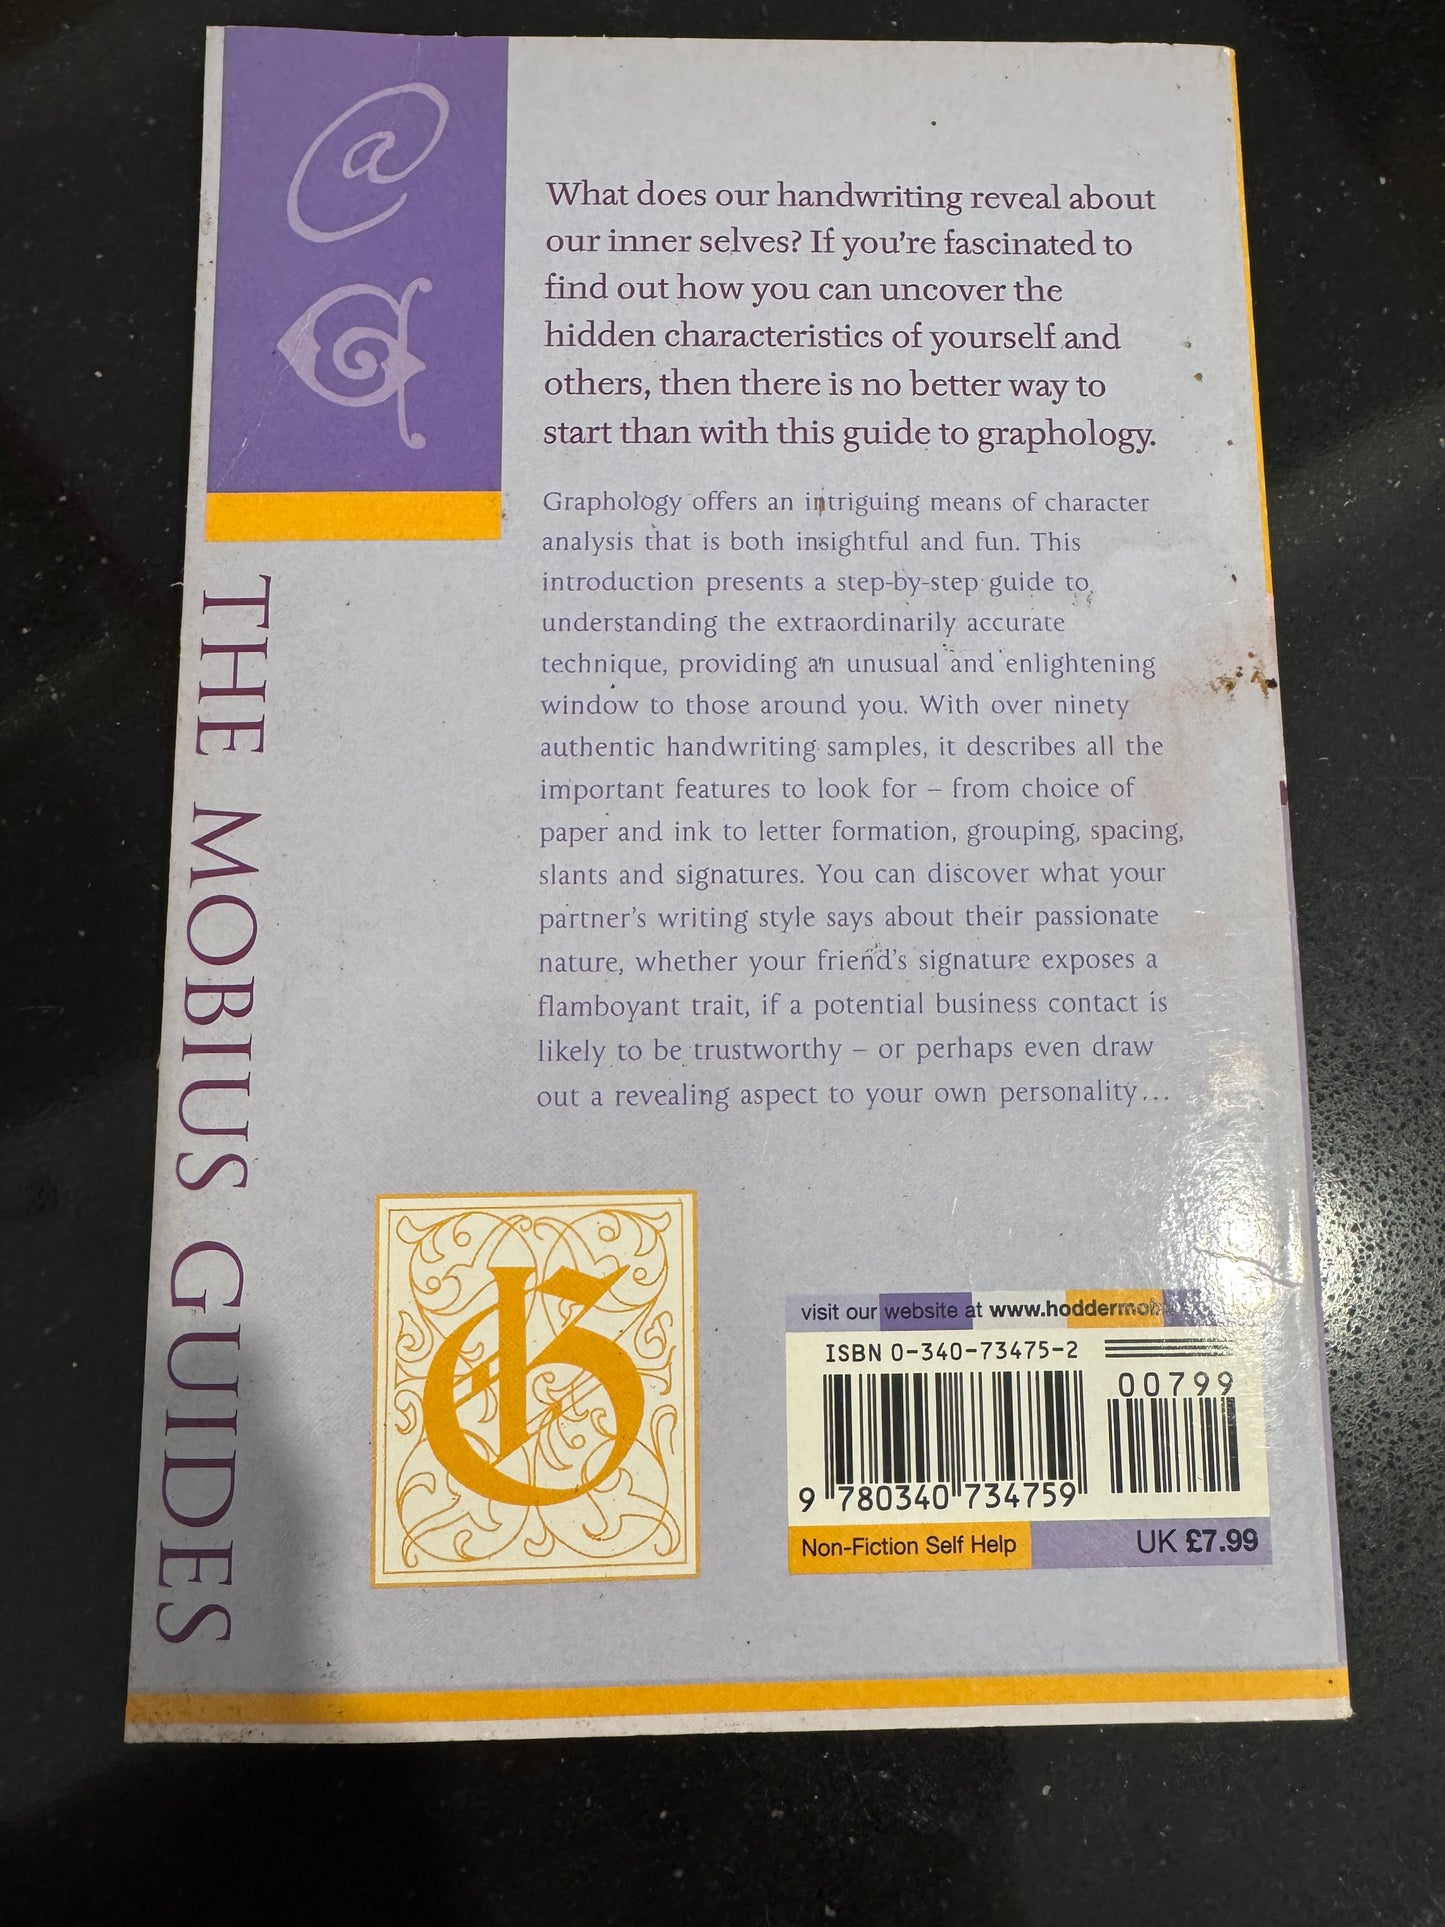 What does our handwriting reveal about
our inner selves? If you're fascinated to
find out how you can uncover the
hidden characteristics of yourself and
others, then there is no better way to
start than with this guide to graphology.
Graphology offers an intriguing means of character
analysis that is both insightful and fun. This
introduction presents a step-by-step guide to
understanding the extraordinarily accurate
technique, providing an unusual and enlightening
window to those around you. With over ninety
authentic handwriting samples, it describes all the
important features to look for – from choice of
paper and ink to letter formation, grouping, spacing,
slants and signatures. You can discover what your
partner's writing style says about their passionate
nature, whether your friend's signature exposes a
flamboyant trait, if a potential business contact is
likely to be trustworthy – or perhaps even draw
out a revealing aspect to your own personality...
THE MOBIUS GUIDES
a
G
visit our website at
ISBN 0-340-73475-2
00799
9 780340 734759
Non-Fiction Self Help
UK £7.99